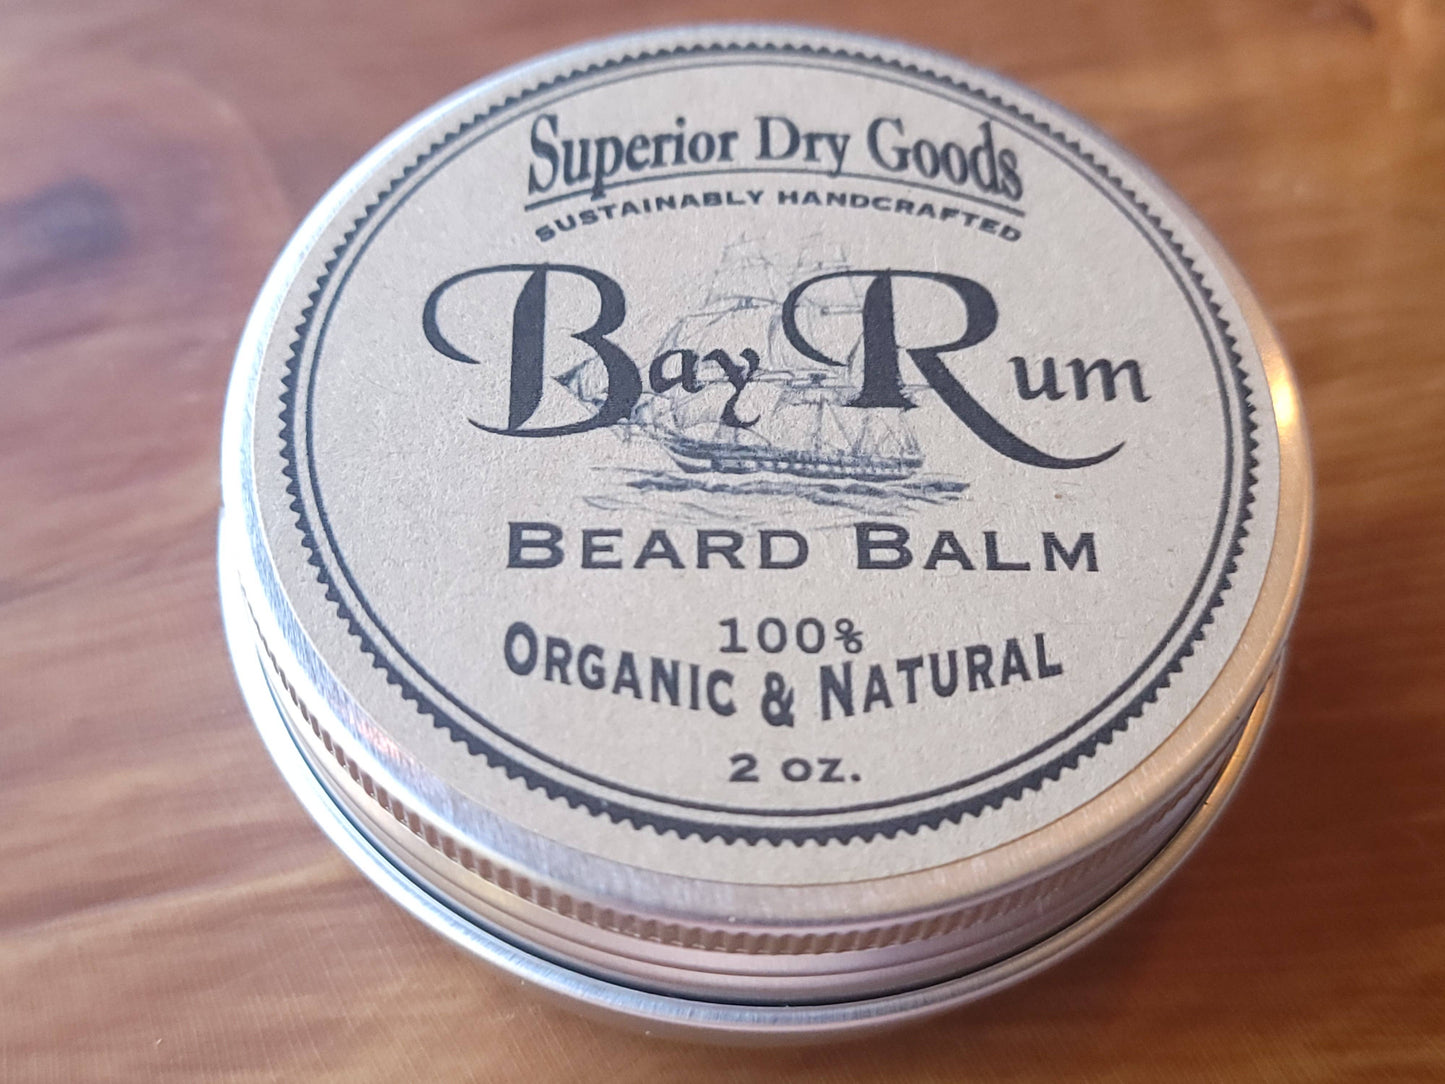 Superior Dry Goods
SUSTAINABLY HANDCRAFTED
Bay Rum
BEARD BALM
100%
ORGANIC & NATURAL
2 OZ.